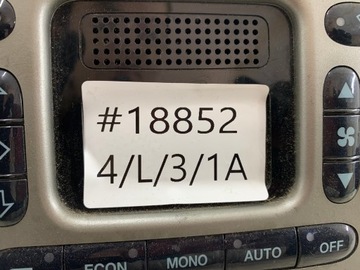 #18852
4/L/3/1A
ECON MONO AUTO OFF